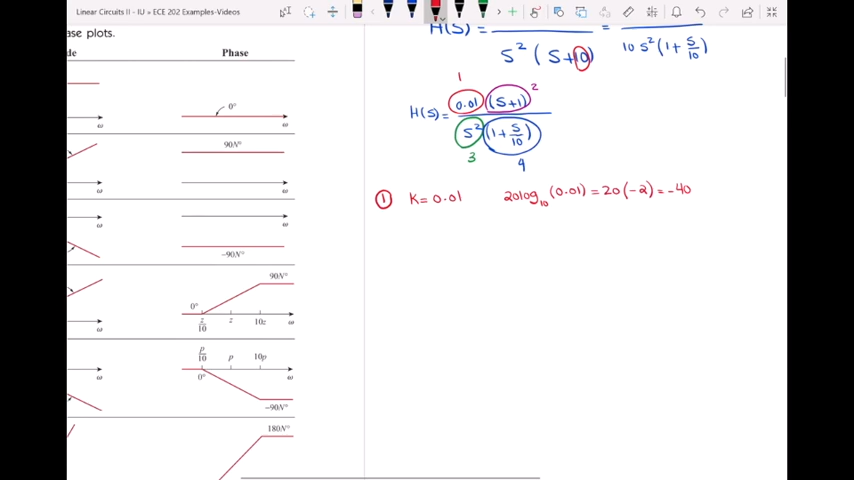 Linear Circuits II - IU » ECE 202 Examples-Videos
ase plots.
de Phase
ω 0° ω
90N°
ω ω
ω ω
-90N°
90N°
0°
ω z/10 z 10z ω
p/10 p 10p
ω 0° ω
-90N°
180N°
H(S) = =
S² (S+10) 10 S² (1 + S/10)
1
0.01 (S+1) 2
H(S) =
S² (1 + S/10)
3 4
① K = 0.01 20log₁₀ (0.01) = 20 (-2) = -40